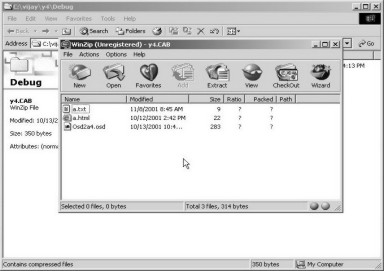 C:\vijay\y4\Debug
File Edit View Favorites Tools Help
Back Search Folders
Address C:\vijay
Go
Debug
y4.CAB
WinZip File
Modified: 10/13/2
Size: 350 bytes
Attributes: (norma
4:13 PM
WinZip (Unregistered) - y4.CAB
File Actions Options Help
New Open Favorites Add Extract View CheckOut Wizard
Name Modified Size Ratio Packed Path
a.txt 11/8/2001 8:45 AM 9 ? ?
a.html 10/12/2001 2:42 PM 22 ? ?
Osd2a4.osd 10/13/2001 10:4... 283 ? ?
Selected 0 files, 0 bytes Total 3 files, 314 bytes
Contains compressed files 350 bytes My Computer